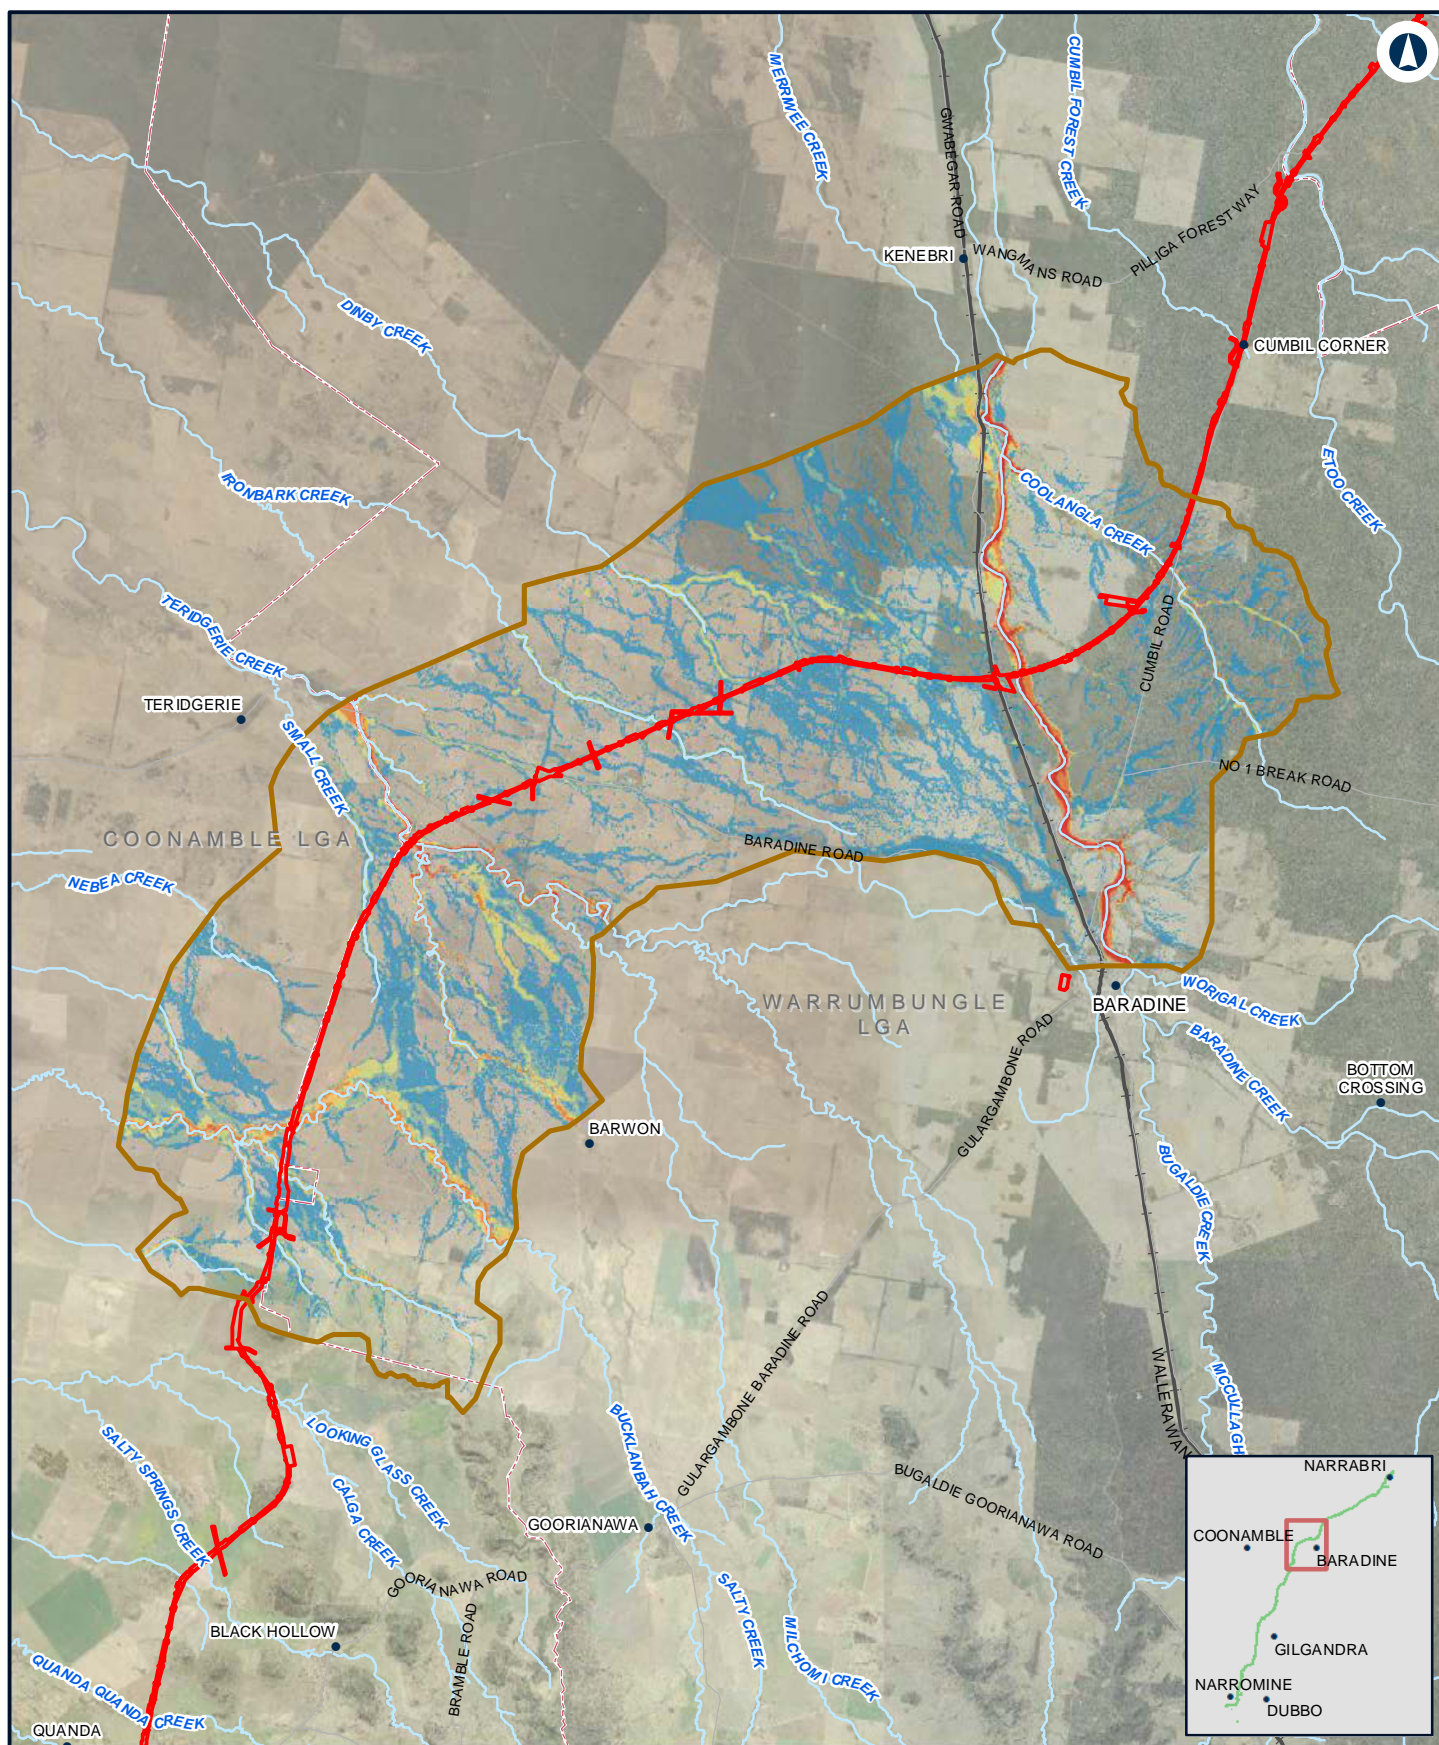 MERRIWEE CREEK
CUMBIL FOREST CREEK
GWABEGAR ROAD
PILLIGA FOREST WAY
KENEBRI
WANGMANS ROAD
DINBY CREEK
CUMBIL CORNER
IRONBARK CREEK
COOLANGLA CREEK
ETOO CREEK
TERIDGERIE CREEK
CUMBIL ROAD
TERIDGERIE
SMALL CREEK
NO 1 BREAK ROAD
COONAMBLE LGA
BARADINE ROAD
NEBEA CREEK
WARRUMBUNGLE
LGA
BARADINE
WORIGAL CREEK
BARADINE CREEK
GULARGAMBONE ROAD
BOTTOM
CROSSING
BARWON
BUGALDIE CREEK
GULARGAMBONE BARADINE ROAD
WALLERAWAN
MCCULLAGH
LOOKING GLASS CREEK
SALTY SPRINGS CREEK
CALGA CREEK
BUCKLANBAH CREEK
BUGALDIE GOORIANAWA ROAD
GOORIANAWA
GOORIANAWA ROAD
BRAMBLE ROAD
SALTY CREEK
MILCHOMI CREEK
BLACK HOLLOW
QUANDA QUANDA CREEK
QUANDA
NARRABRI
COONAMBLE
BARADINE
GILGANDRA
NARROMINE
DUBBO